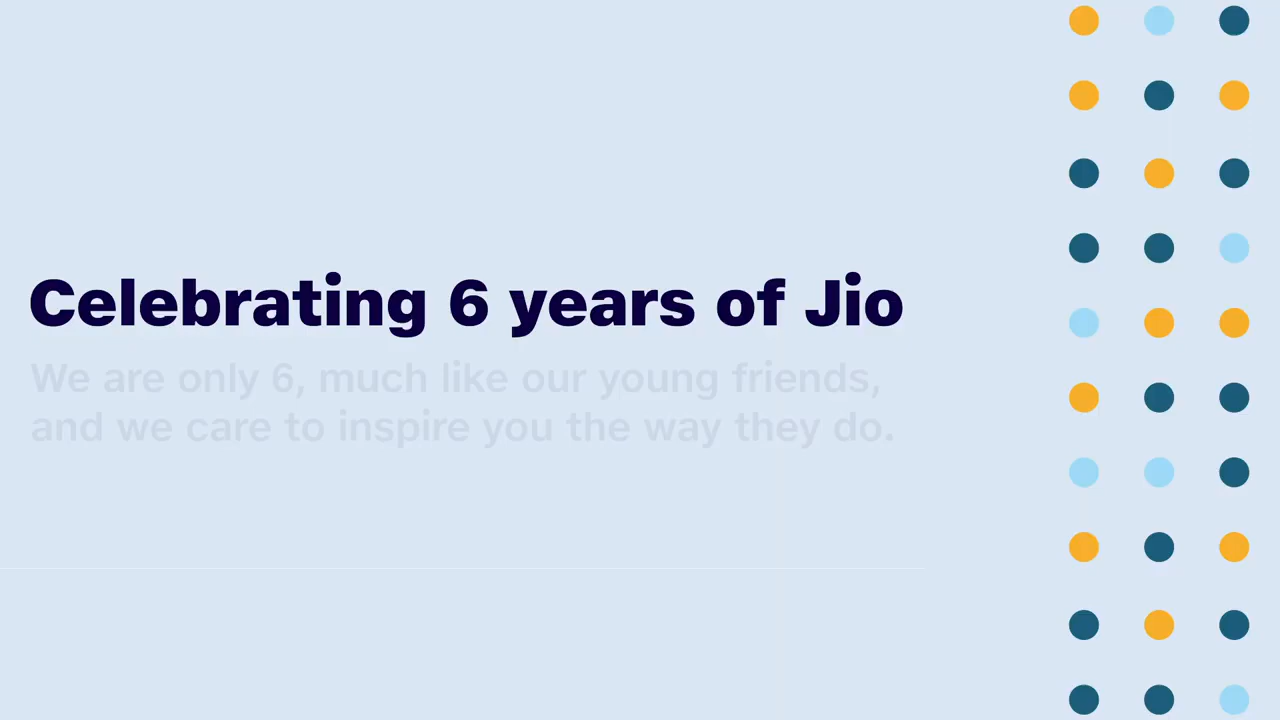 Celebrating 6 years of Jio
We are only 6, much like our young friends,
and we care to inspire you the way they do.